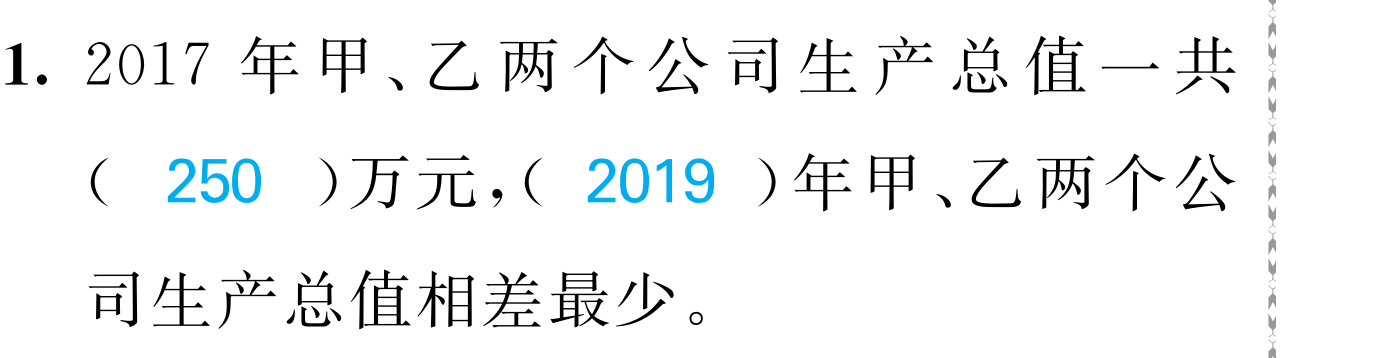 1. 2017 年甲、乙两个公司生产总值一共
( 250 )万元,( 2019 )年甲、乙两个公
司生产总值相差最少。